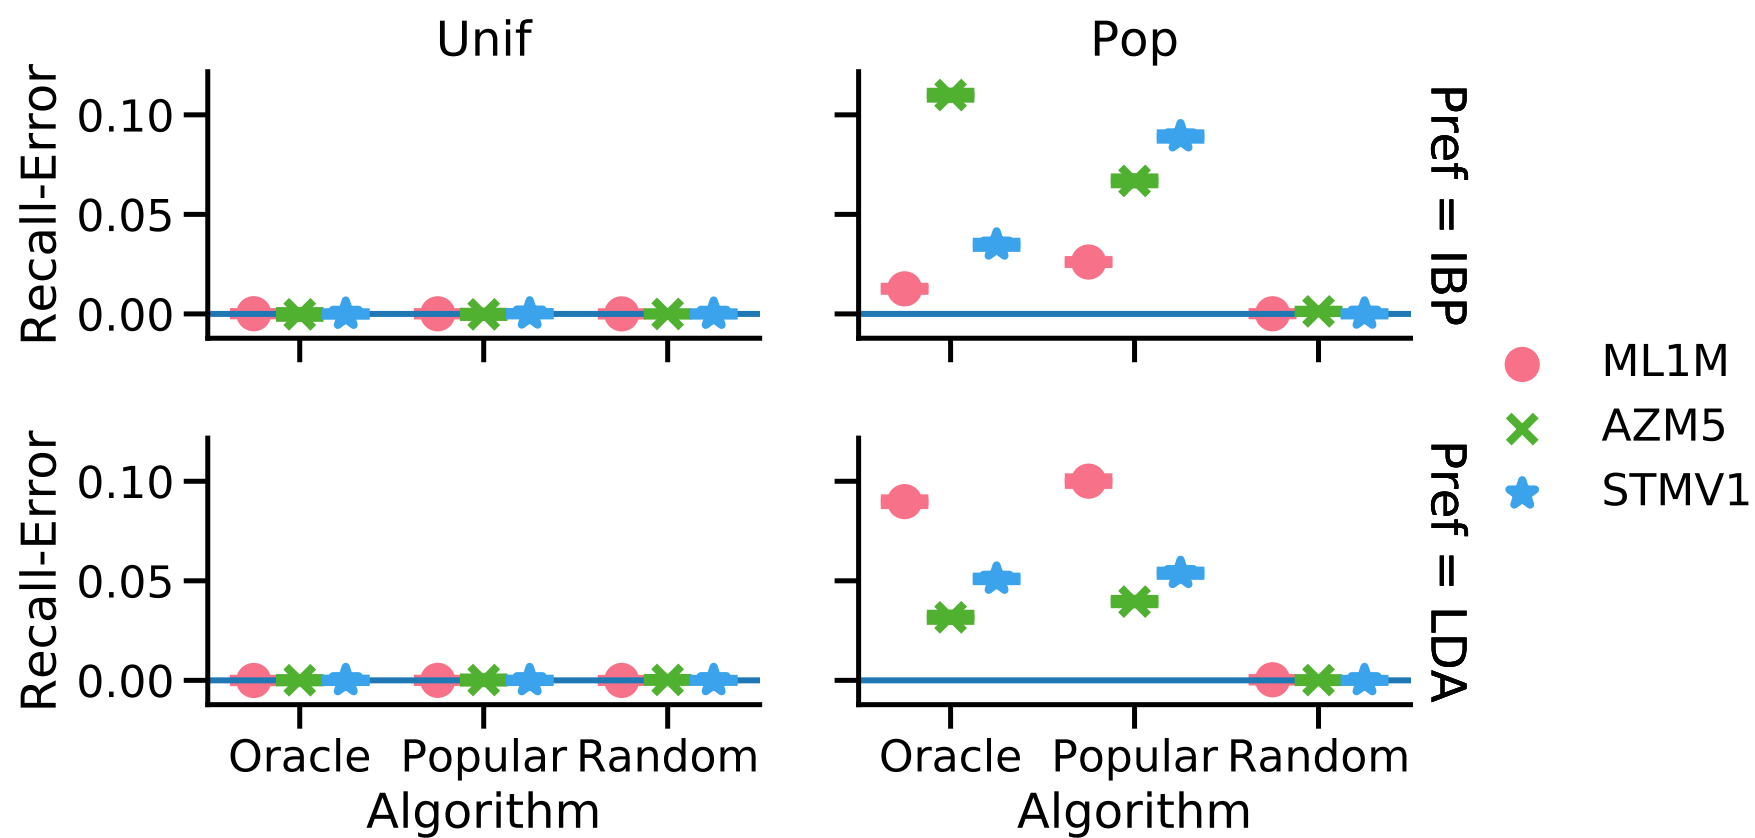 Unif
Pop
Recall-Error
0.10
0.05
0.00
Pref = IBP
Recall-Error
0.10
0.05
0.00
Pref = LDA
Oracle Popular Random
Oracle Popular Random
Algorithm
Algorithm
ML1M
AZM5
STMV1